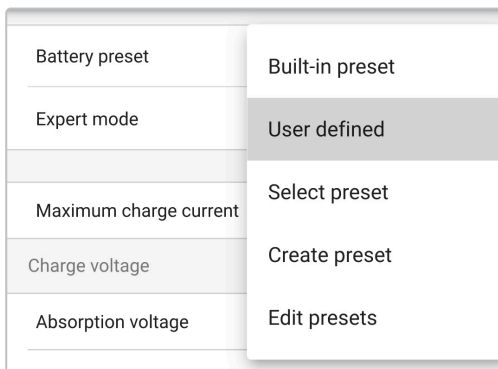 Battery preset
Built-in preset
Expert mode
User defined
Select preset
Maximum charge current
Create preset
Charge voltage
Absorption voltage
Edit presets